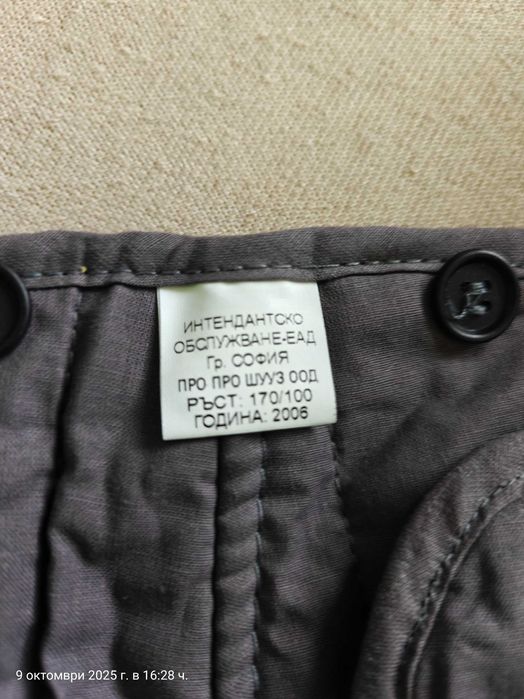 ИНТЕНДАНТСКО
ОБСЛУЖВАНЕ-ЕАД
Гр. СОФИЯ
ПРО ПРО ШУУЗ ООД
РЪСТ: 170/100
ГОДИНА: 2006
9 октомври 2025 г. в 16:28 ч.